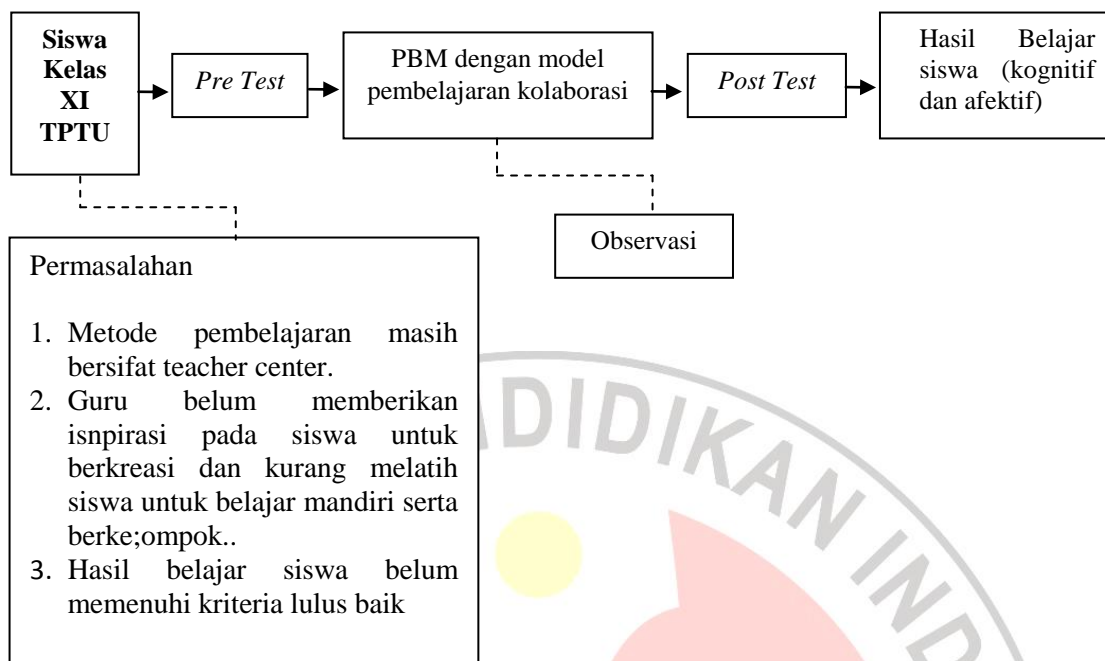 Siswa
Kelas
XI
TPTU
Pre Test
PBM dengan model
pembelajaran kolaborasi
Post Test
Hasil Belajar
siswa (kognitif
dan afektif)
Observasi
Permasalahan
1. Metode pembelajaran masih
bersifat teacher center.
2. Guru belum memberikan
isnpirasi pada siswa untuk
berkreasi dan kurang melatih
siswa untuk belajar mandiri serta
berke;ompok..
3. Hasil belajar siswa belum
memenuhi kriteria lulus baik
DIDIKAN IND